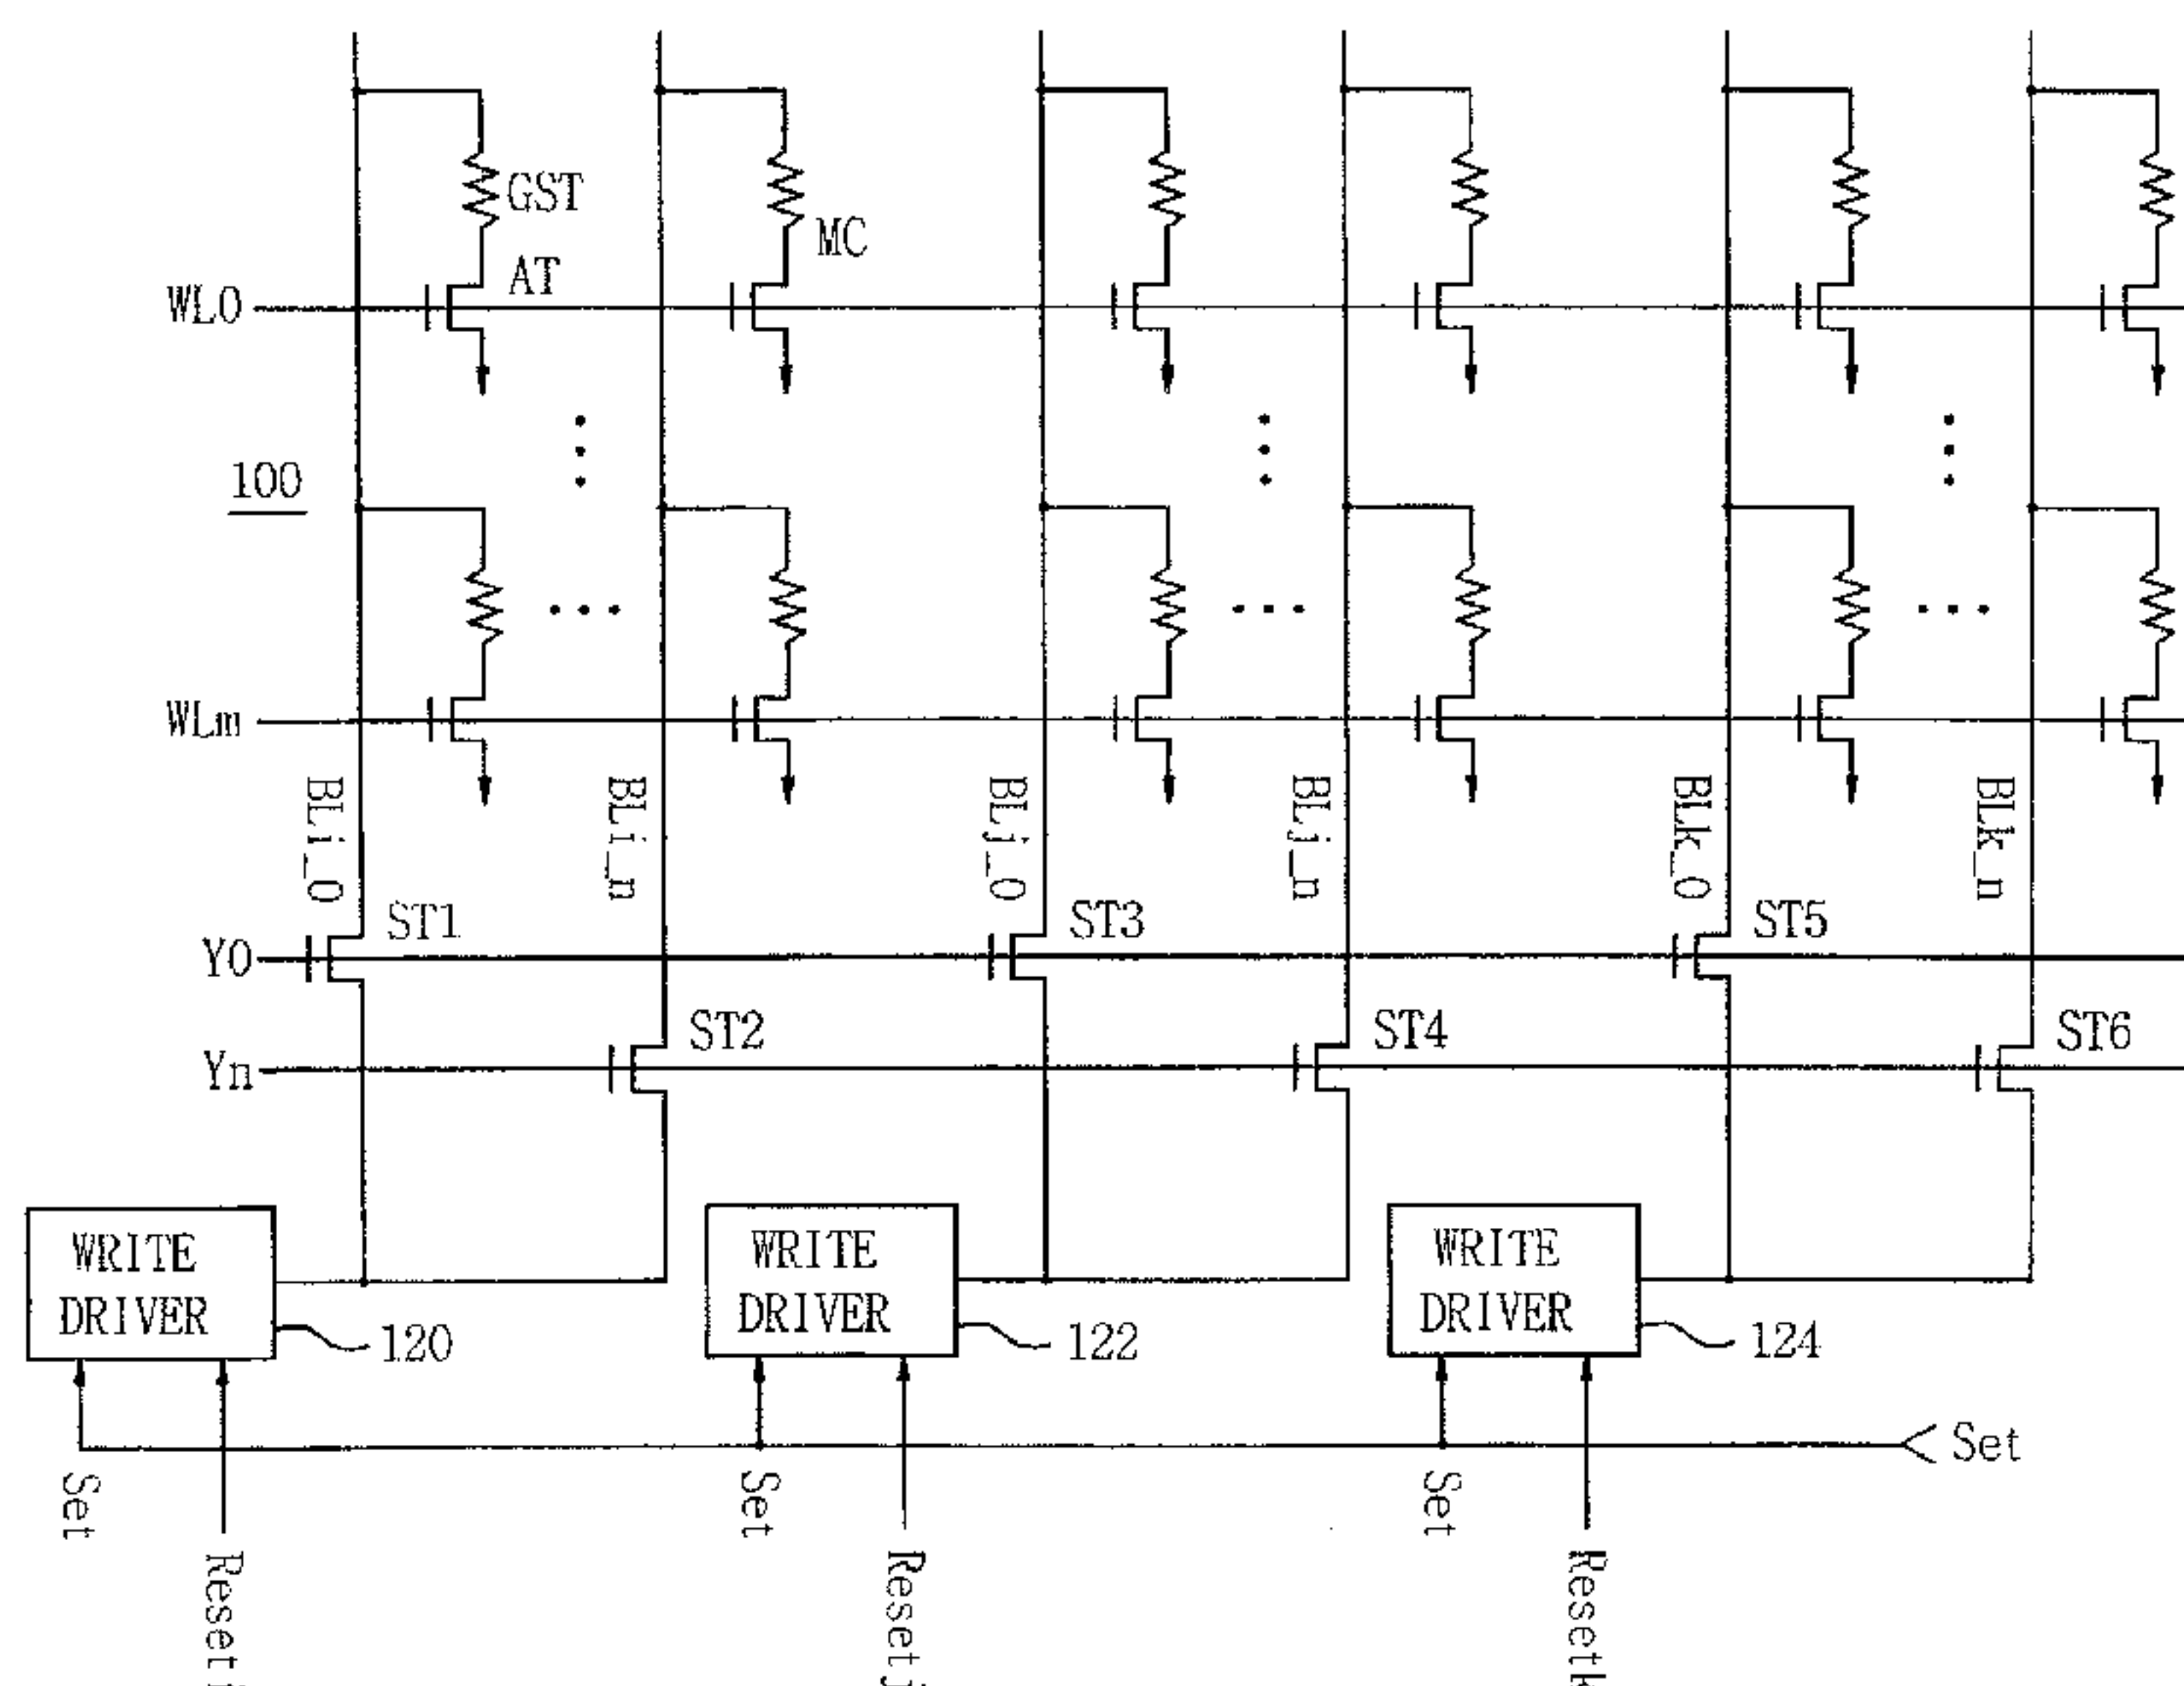 GST
MC
AT
WL0
100
WLm
BLi_0
BLi_n
BLj_0
BLj_n
BLk_0
BLk_n
ST1
ST3
ST5
Y0
ST2
ST4
ST6
Yn
WRITE
DRIVER
120
WRITE
DRIVER
122
WRITE
DRIVER
124
Set
Set
Set
Set
Resetj